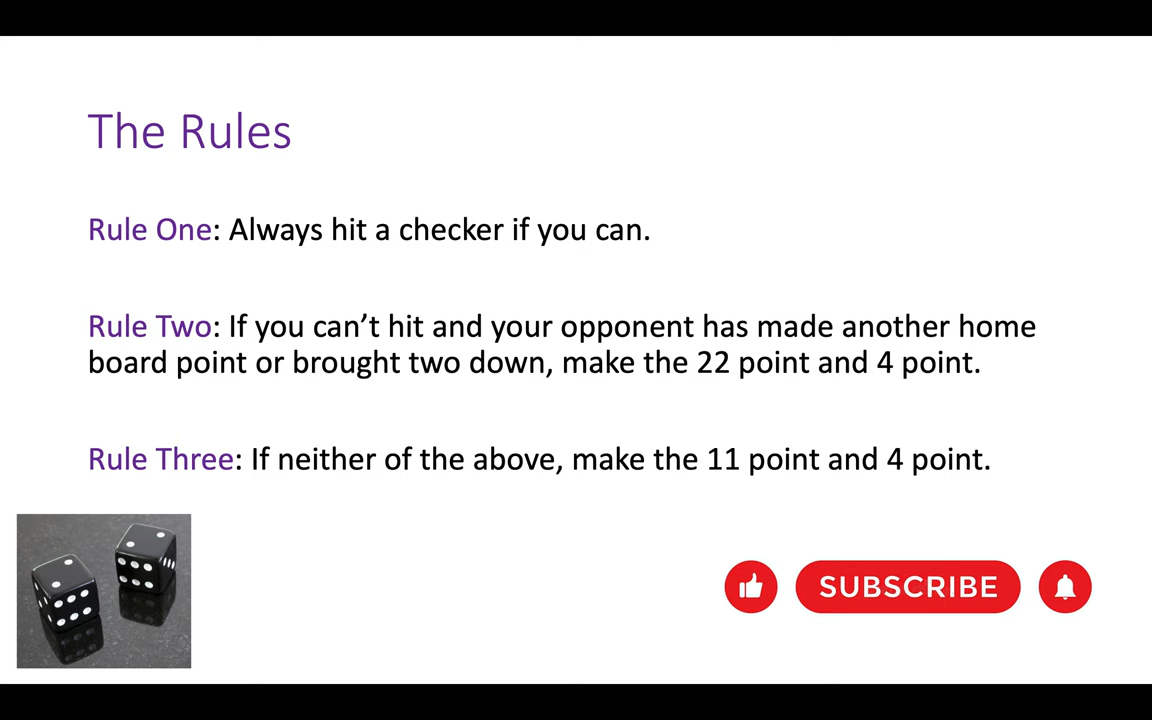 The Rules
Rule One: Always hit a checker if you can.
Rule Two: If you can’t hit and your opponent has made another home
board point or brought two down, make the 22 point and 4 point.
Rule Three: If neither of the above, make the 11 point and 4 point.
SUBSCRIBE